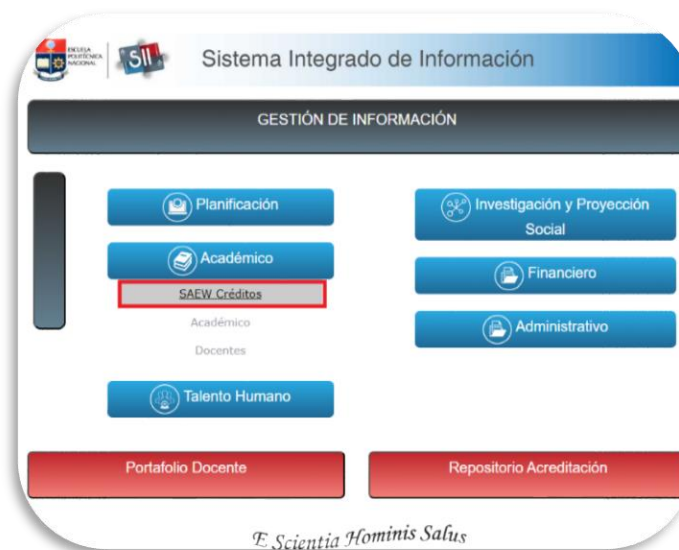 ESCUELA
POLITÉCNICA
NACIONAL
SII
Sistema Integrado de Información
GESTIÓN DE INFORMACIÓN
Planificación
Académico
SAEW Créditos
Académico
Docentes
Talento Humano
Investigación y Proyección
Social
Financiero
Administrativo
Portafolio Docente
Repositorio Acreditación
E Scientia Hominis Salus